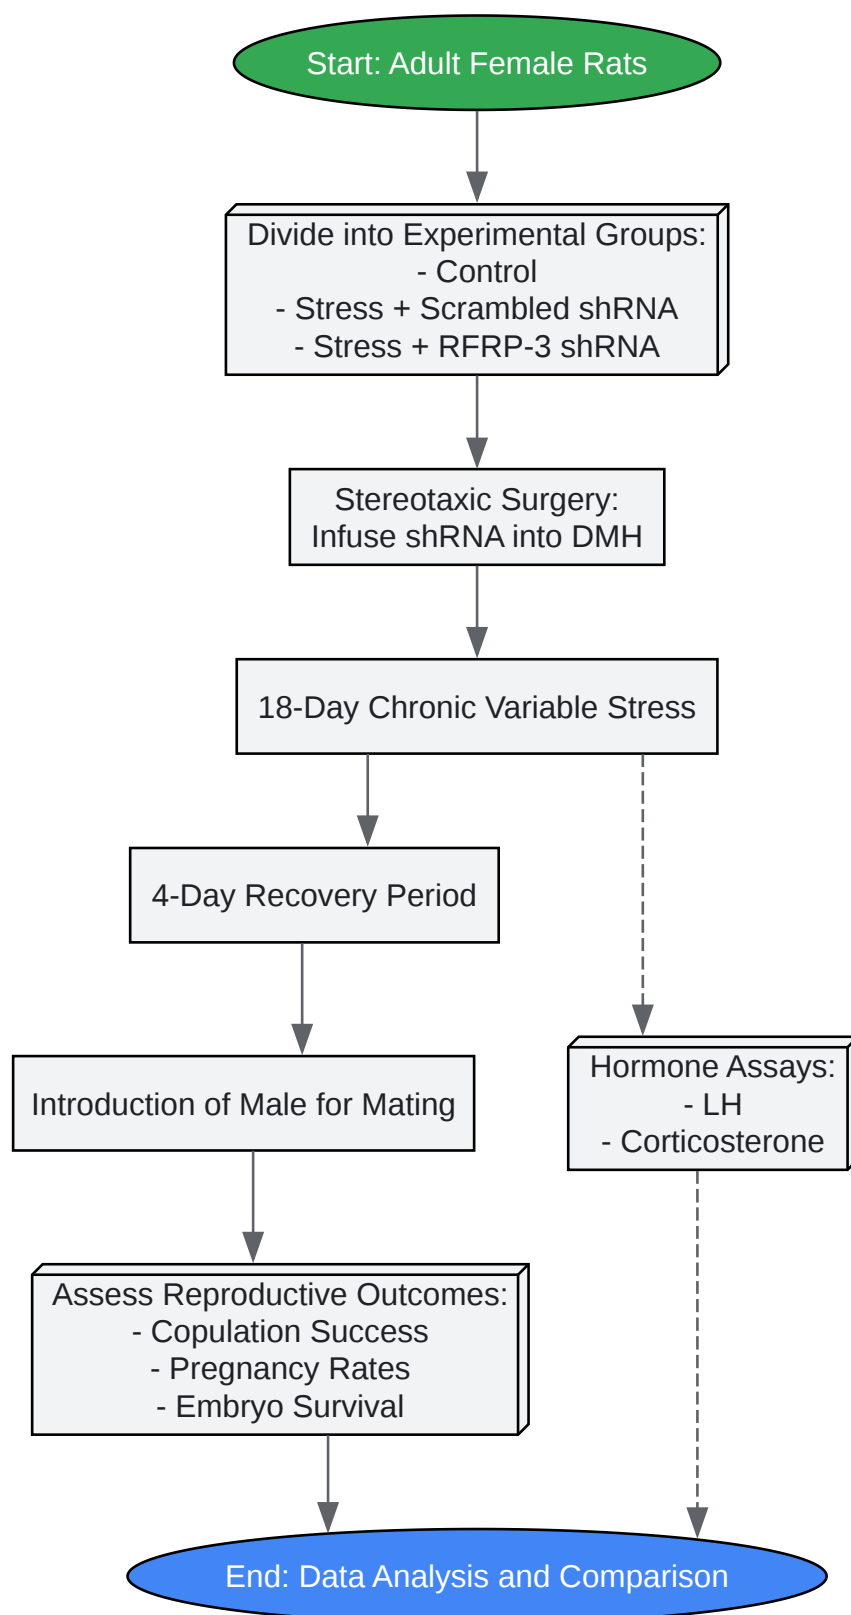 Start: Adult Female Rats
Divide into Experimental Groups:
- Control
- Stress + Scrambled shRNA
- Stress + RFRP-3 shRNA
Stereotaxic Surgery:
Infuse shRNA into DMH
18-Day Chronic Variable Stress
4-Day Recovery Period
Introduction of Male for Mating
Hormone Assays:
- LH
- Corticosterone
Assess Reproductive Outcomes:
- Copulation Success
- Pregnancy Rates
- Embryo Survival
End: Data Analysis and Comparison